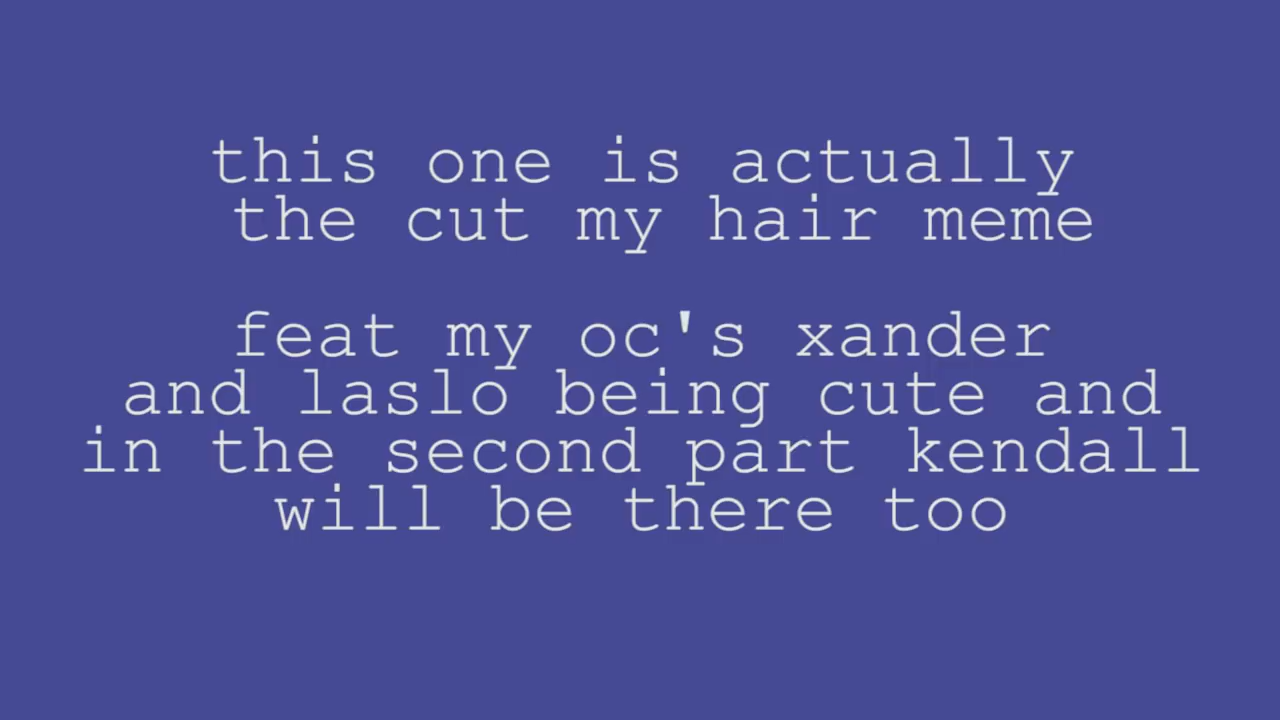 this one is actually
the cut my hair meme
feat my oc's xander
and laslo being cute and
in the second part kendall
will be there too